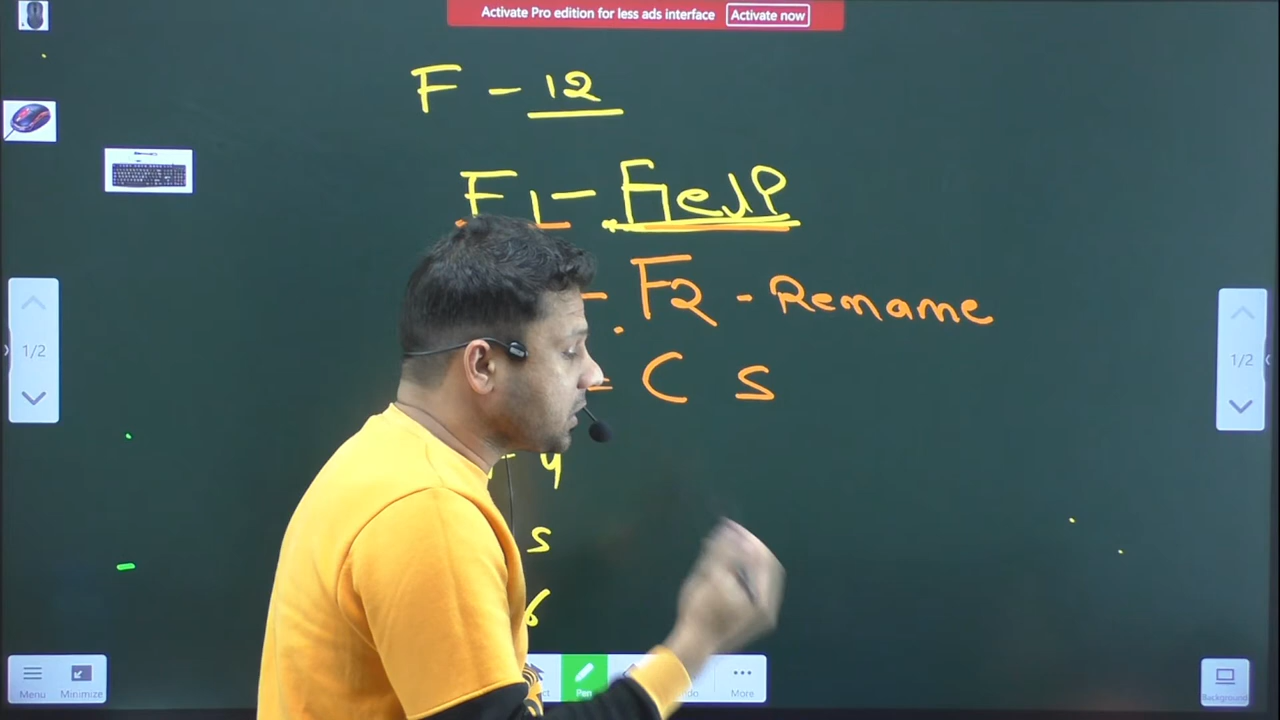 Activate Pro edition for less ads interface Activate now
F - 12
F1 - Help
- F2 - Rename
= C S
1/2
1/2
4
5
6
Menu Minimize
Pen
More
Background